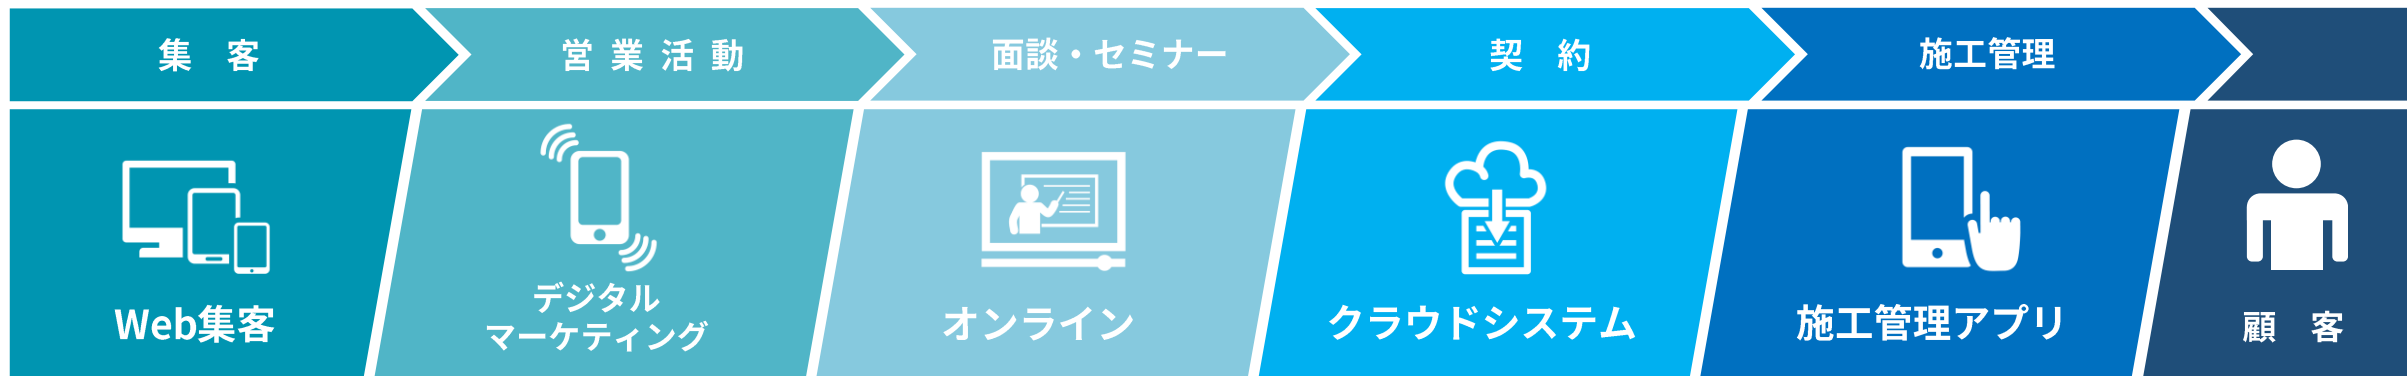 集　客
営 業 活 動
面談・セミナー
契　約
施工管理
Web集客
デジタル
マーケティング
オンライン
クラウドシステム
施工管理アプリ
顧　客